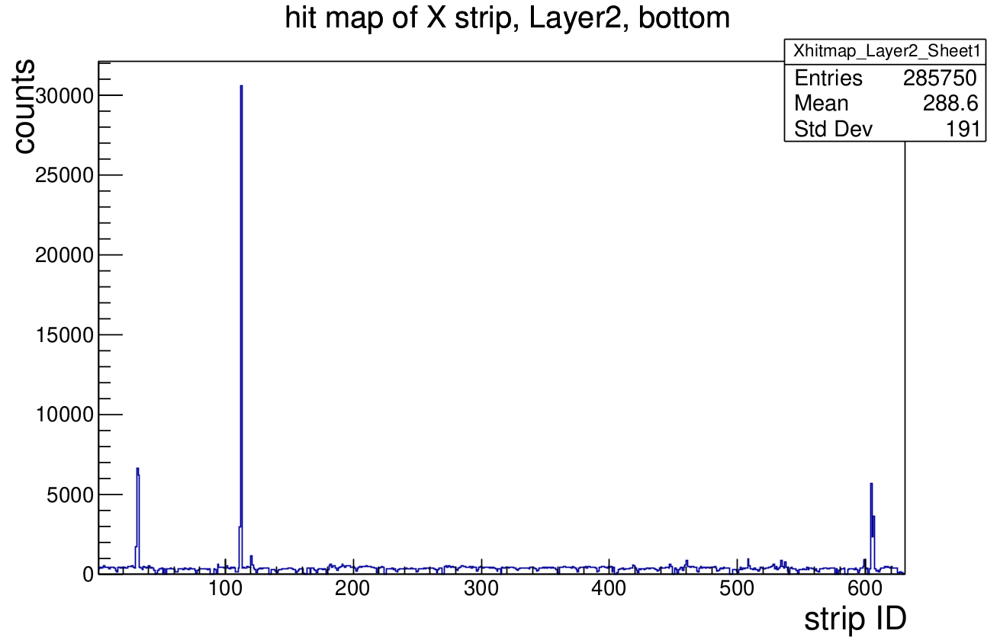 hit map of X strip, Layer2, bottom
Xhitmap_Layer2_Sheet1
Entries 285750
Mean 288.6
Std Dev 191
counts
30000
25000
20000
15000
10000
5000
0
100 200 300 400 500 600
strip ID